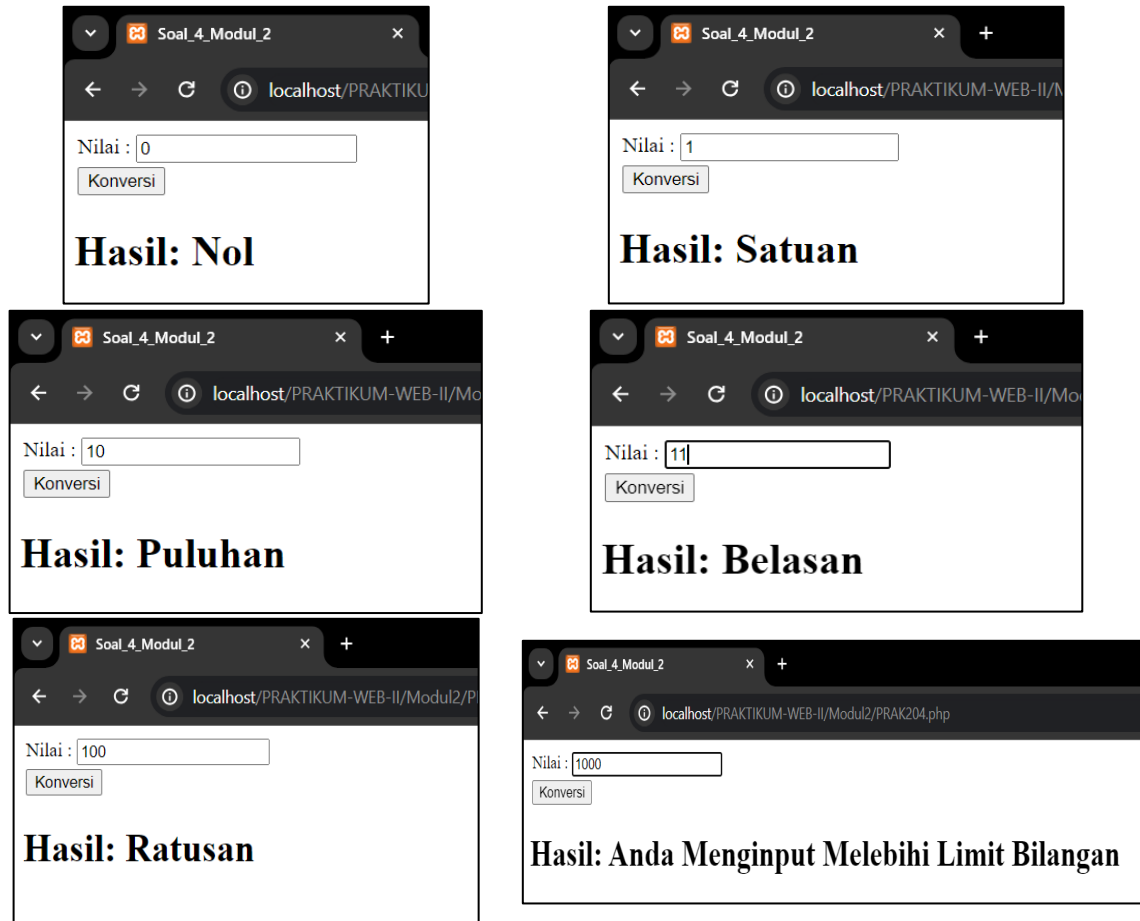 Soal_4_Modul_2
localhost/PRAKTIKU
Nilai : 0
Konversi
Hasil: Nol
Soal_4_Modul_2
localhost/PRAKTIKUM-WEB-II/M
Nilai : 1
Konversi
Hasil: Satuan
Soal_4_Modul_2
localhost/PRAKTIKUM-WEB-II/Mo
Nilai : 10
Konversi
Hasil: Puluhan
Soal_4_Modul_2
localhost/PRAKTIKUM-WEB-II/Mo
Nilai : 11
Konversi
Hasil: Belasan
Soal_4_Modul_2
localhost/PRAKTIKUM-WEB-II/Modul2/P
Nilai : 100
Konversi
Hasil: Ratusan
Soal_4_Modul_2
localhost/PRAKTIKUM-WEB-II/Modul2/PRAK204.php
Nilai : 1000
Konversi
Hasil: Anda Menginput Melebihi Limit Bilangan